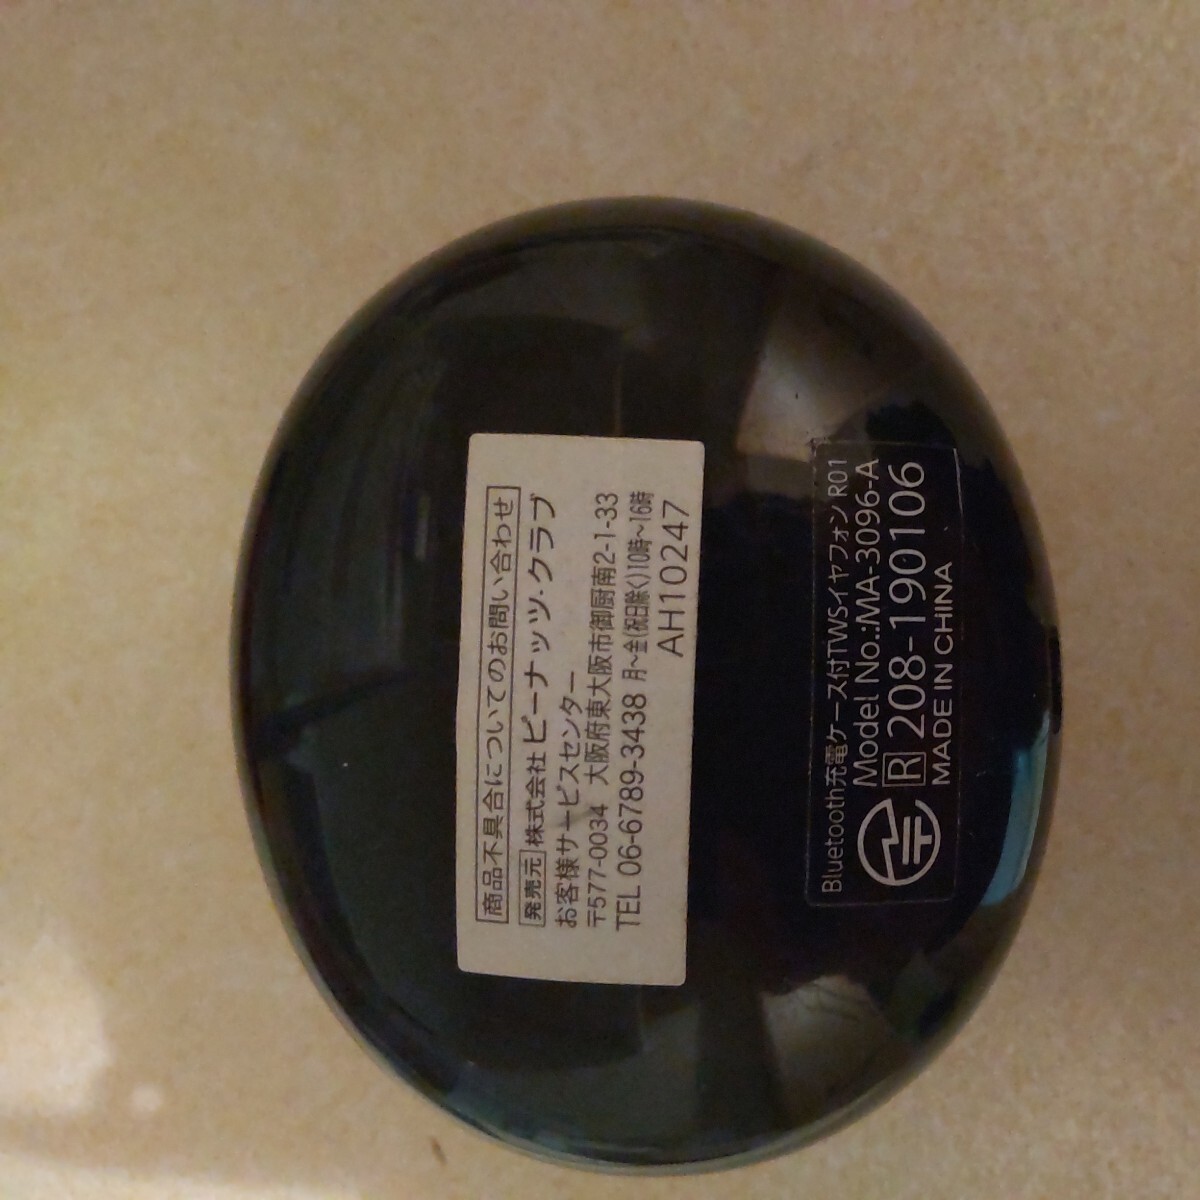 商品不具合についてのお問い合わせ
発売元 株式会社ピーナッツ・クラブ
お客様サービスセンター
〒577-0034 大阪府東大阪市御厨南2-1-33
TEL 06-6789-3438 月~金(祝日除く)10時~16時
AH10247
Bluetooth充電ケース付TWSイヤフォン R01
Model No.:MA-3096-A
R 208-190106
MADE IN CHINA